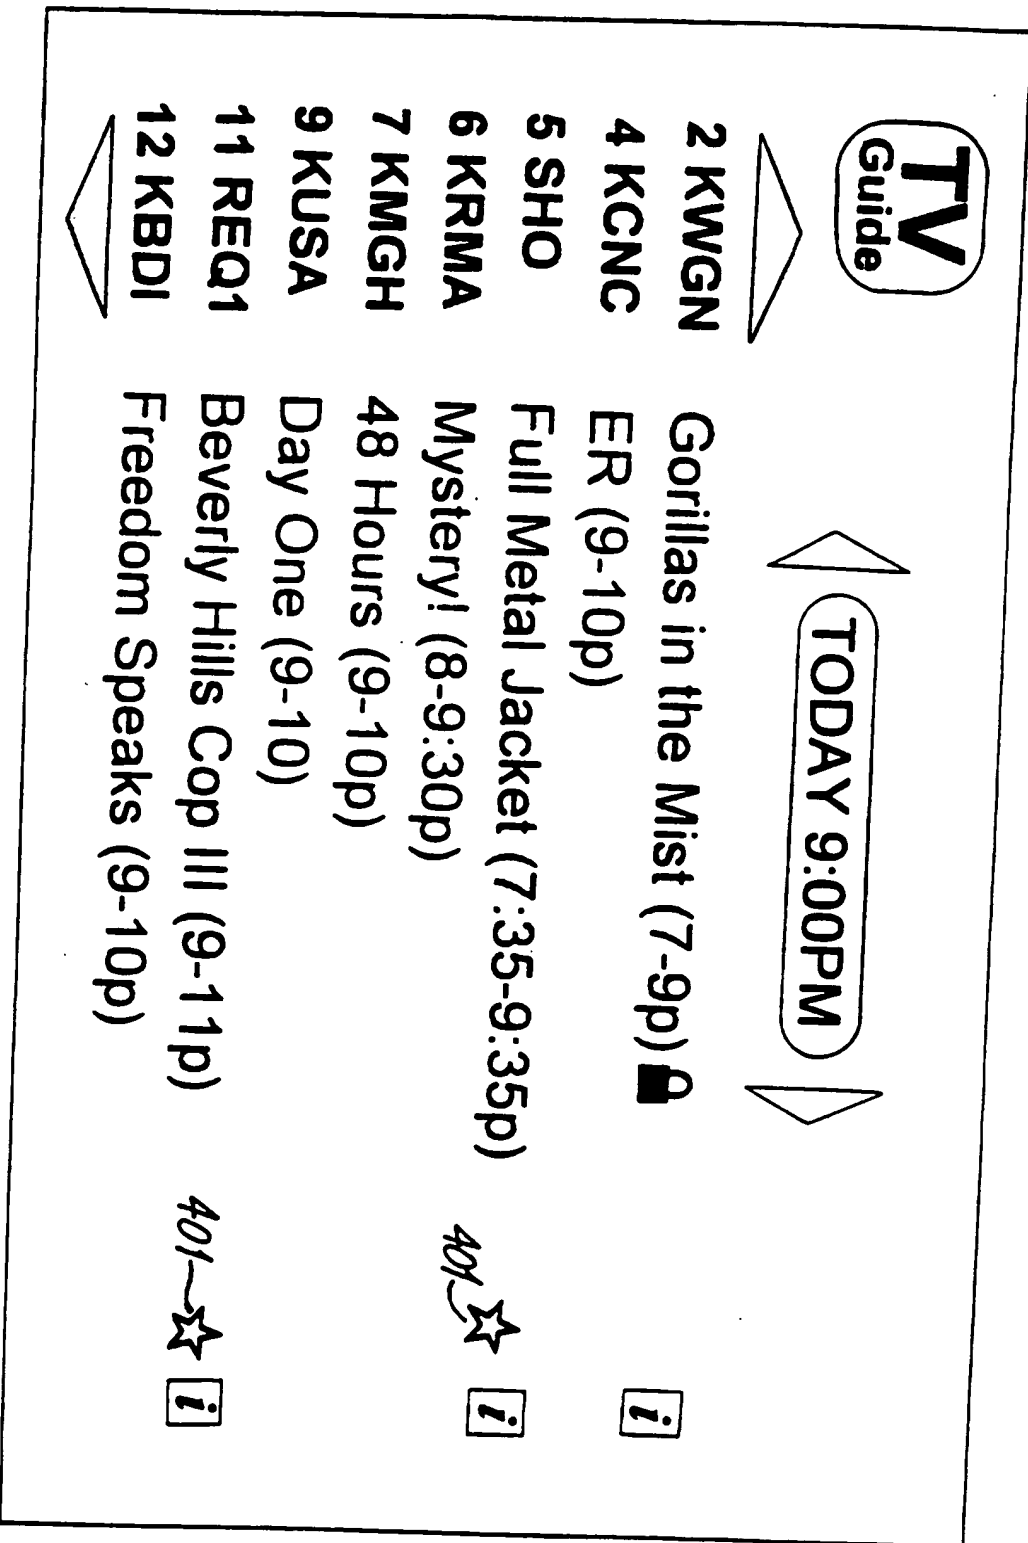 TV
Guide
TODAY 9:00PM
2 KWGN Gorillas in the Mist (7-9p) i
4 KCNC ER (9-10p)
5 SHO Full Metal Jacket (7:35-9:35p) 401 i
6 KRMA Mystery! (8-9:30p)
7 KMGH 48 Hours (9-10p)
9 KUSA Day One (9-10)
11 REQ1 Beverly Hills Cop III (9-11p) 401 i
12 KBDI Freedom Speaks (9-10p)